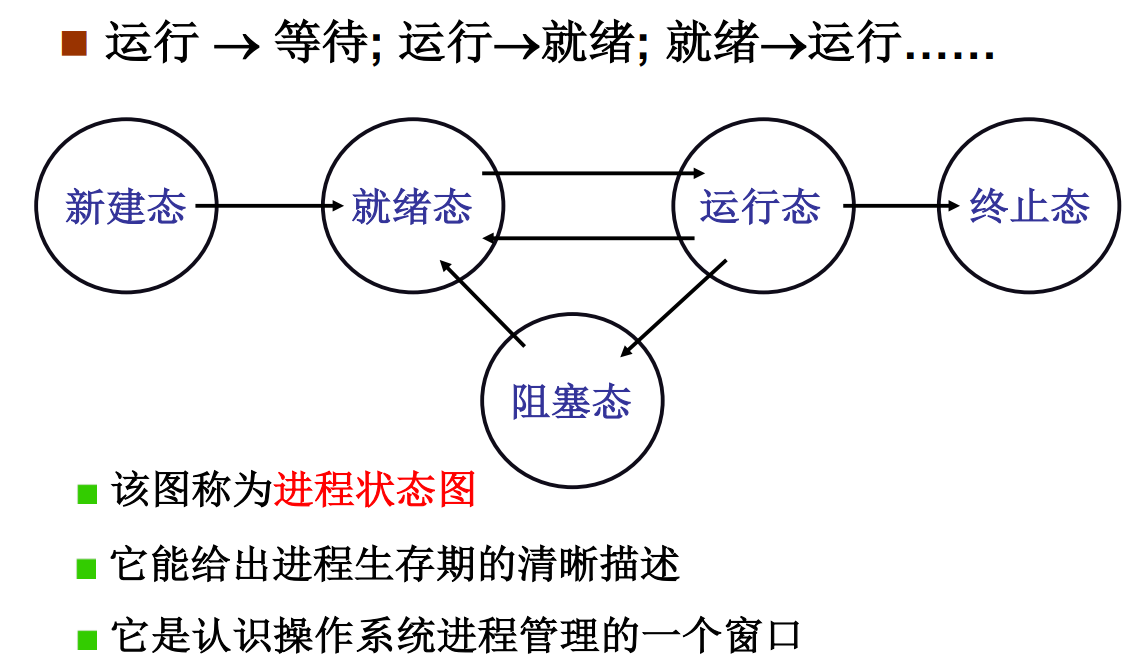 运行 → 等待; 运行→就绪; 就绪→运行……
新建态 就绪态 运行态 终止态
阻塞态
该图称为进程状态图
它能给出进程生存期的清晰描述
它是认识操作系统进程管理的一个窗口